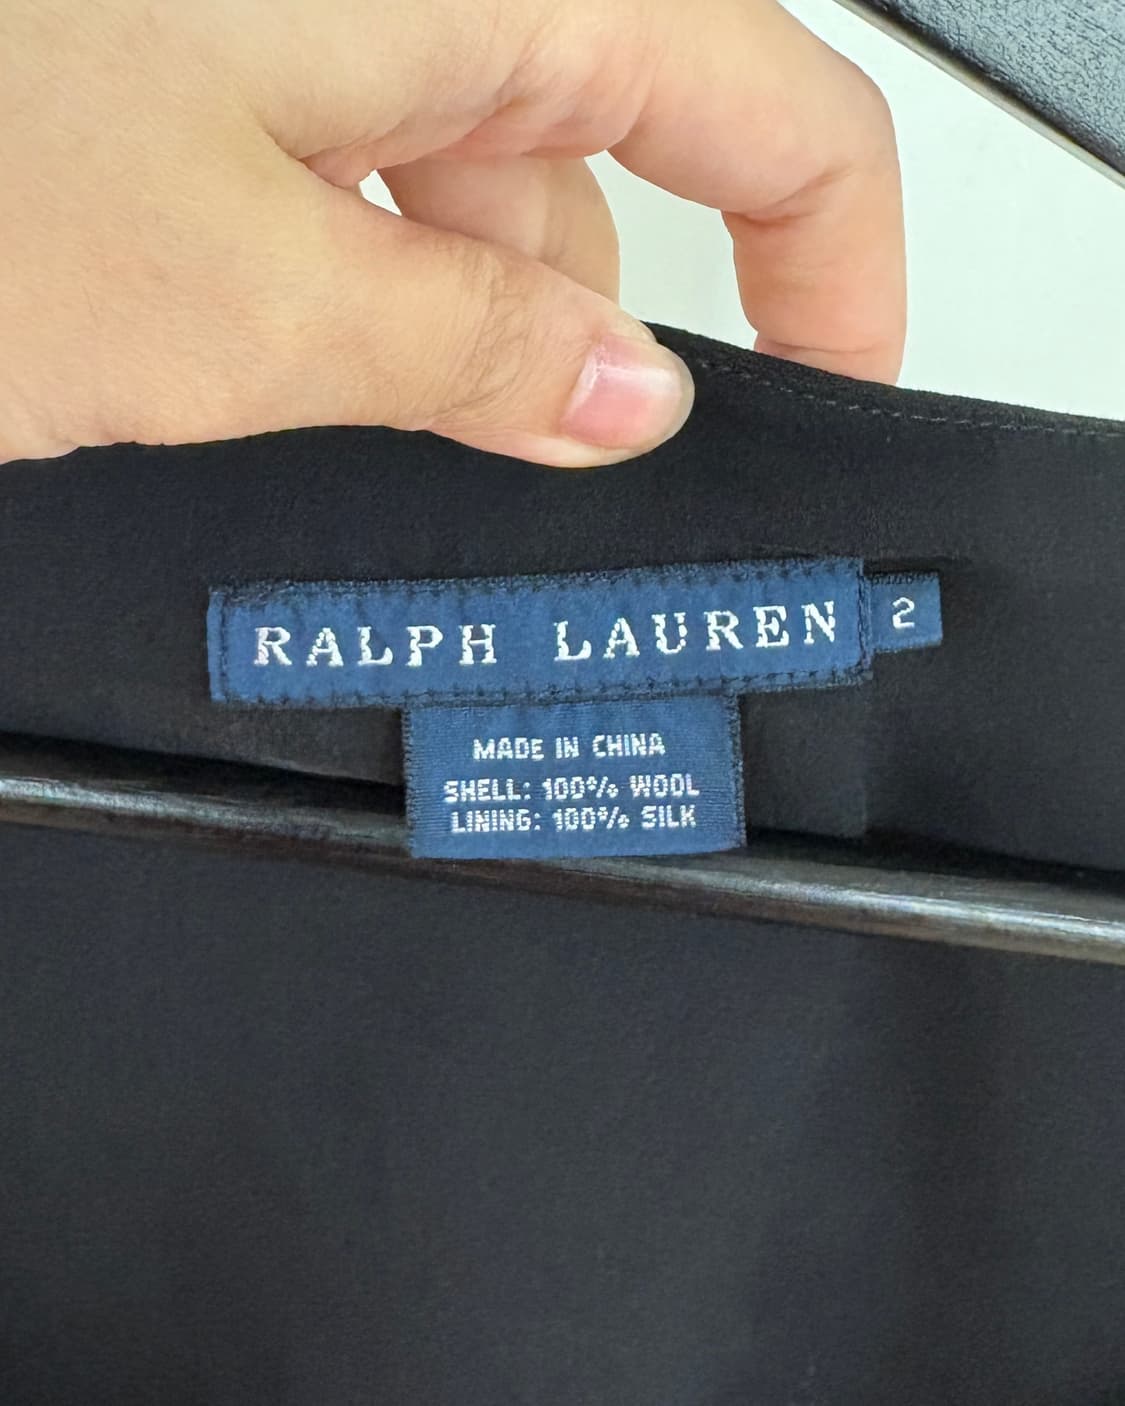 RALPH LAUREN
2
MADE IN CHINA
SHELL: 100% WOOL
LINING: 100% SILK